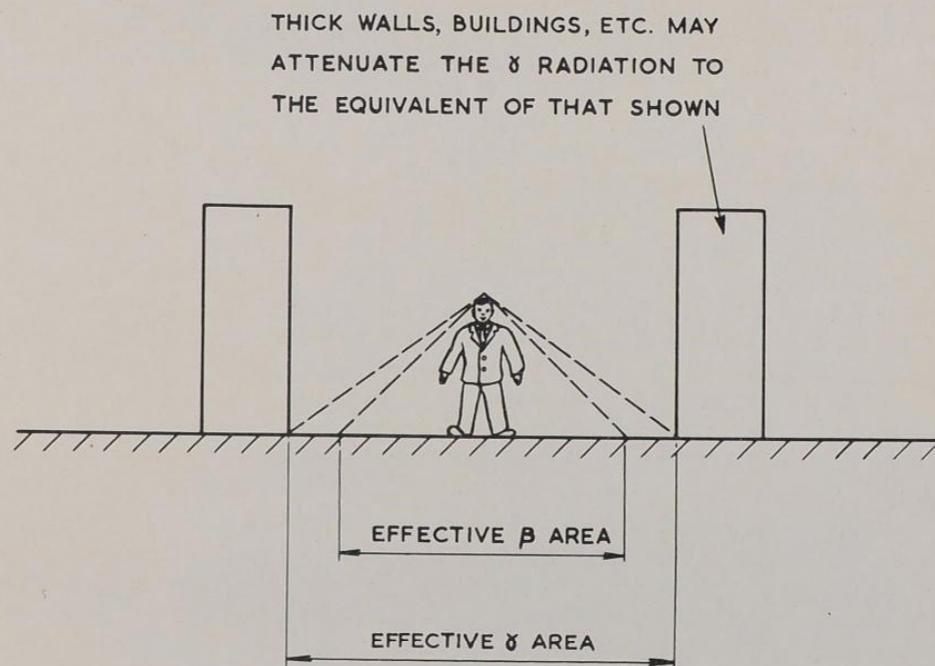 THICK WALLS, BUILDINGS, ETC. MAY
ATTENUATE THE γ RADIATION TO
THE EQUIVALENT OF THAT SHOWN
EFFECTIVE β AREA
EFFECTIVE γ AREA